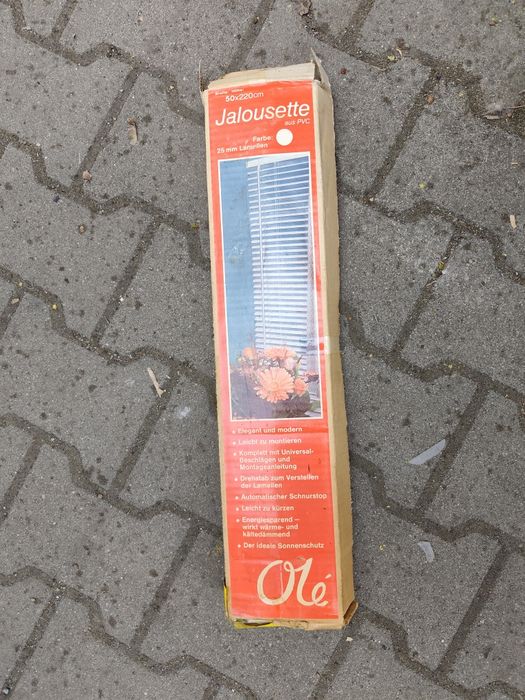 Breite Höhe
50x220cm
Jalousette
aus PVC
Farbe:
25 mm Lamellen
Elegant und modern
Leicht zu montieren
Komplett mit Universal-
Beschlägen und
Montageanleitung
Drehstab zum Verstellen
der Lamellen
Automatischer Schnurstop
Leicht zu kürzen
Energiesparend –
wirkt wärme- und
kältedämmend
Der ideale Sonnenschutz
Olé